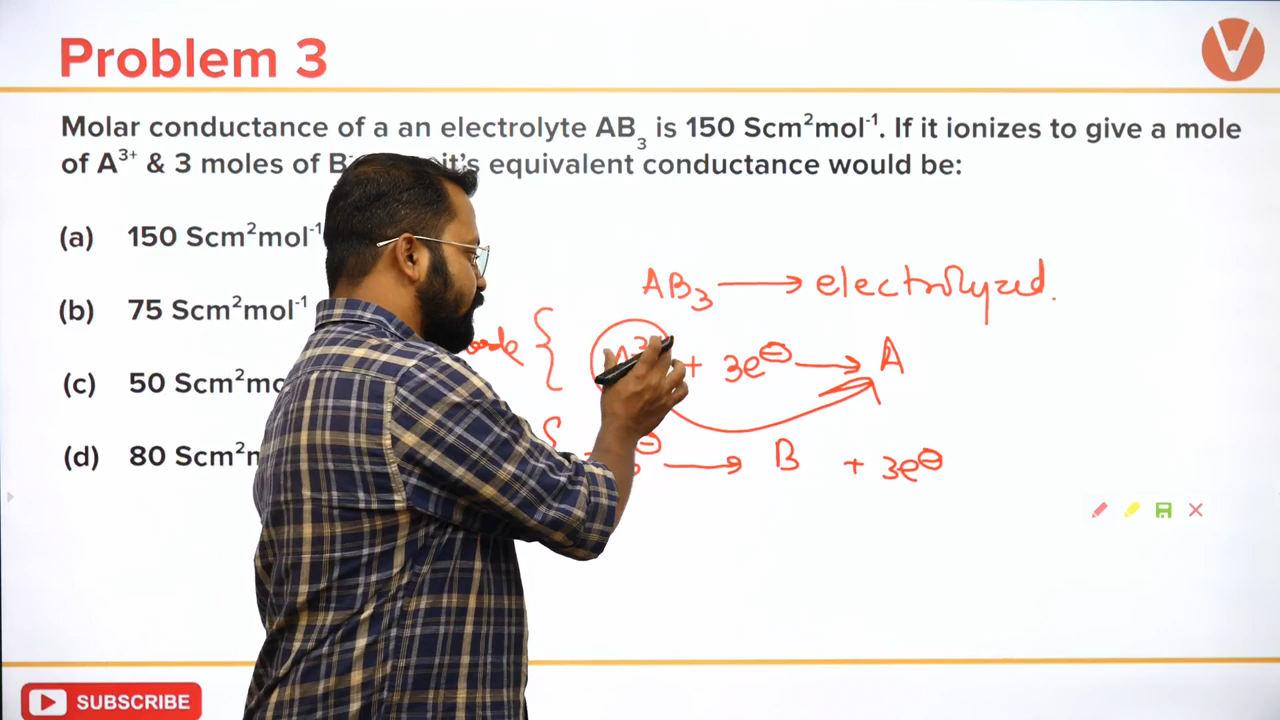 Problem 3
Molar conductance of a an electrolyte AB3 is 150 Scm2mol-1. If it ionizes to give a mole
of A3+ & 3 moles of B it's equivalent conductance would be:
(a) 150 Scm2mol-1
(b) 75 Scm2mol-1
(c) 50 Scm2
(d) 80 Scm2
AB3 → electrolyzed.
+ 3e⊖ → A
⊖ → B + 3e⊖
SUBSCRIBE